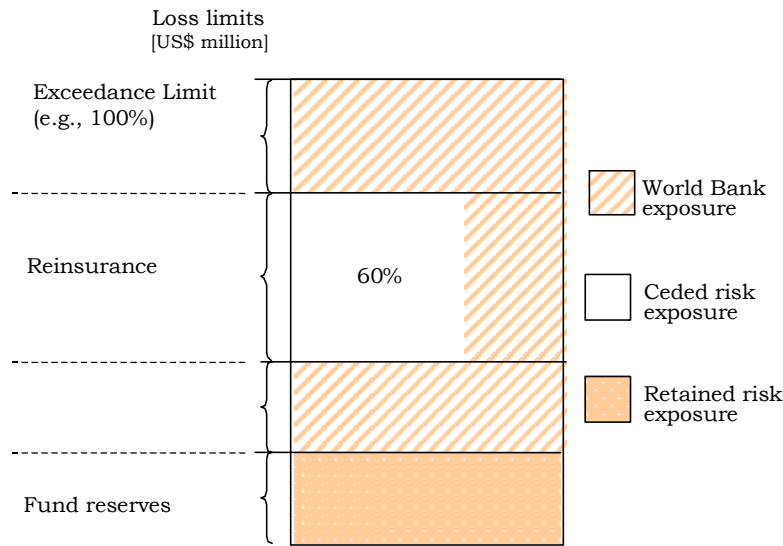 Loss limits
[US$ million]
Exceedance Limit
(e.g., 100%)
World Bank
exposure
Reinsurance
60%
Ceded risk
exposure
Retained risk
exposure
Fund reserves